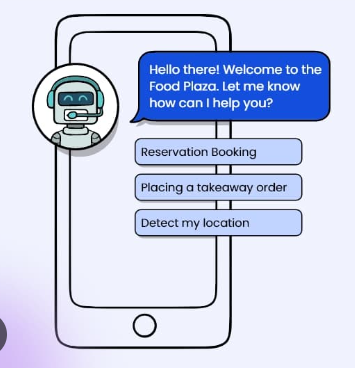 Hello there! Welcome to the
Food Plaza. Let me know
how can I help you?
Reservation Booking
Placing a takeaway order
Detect my location